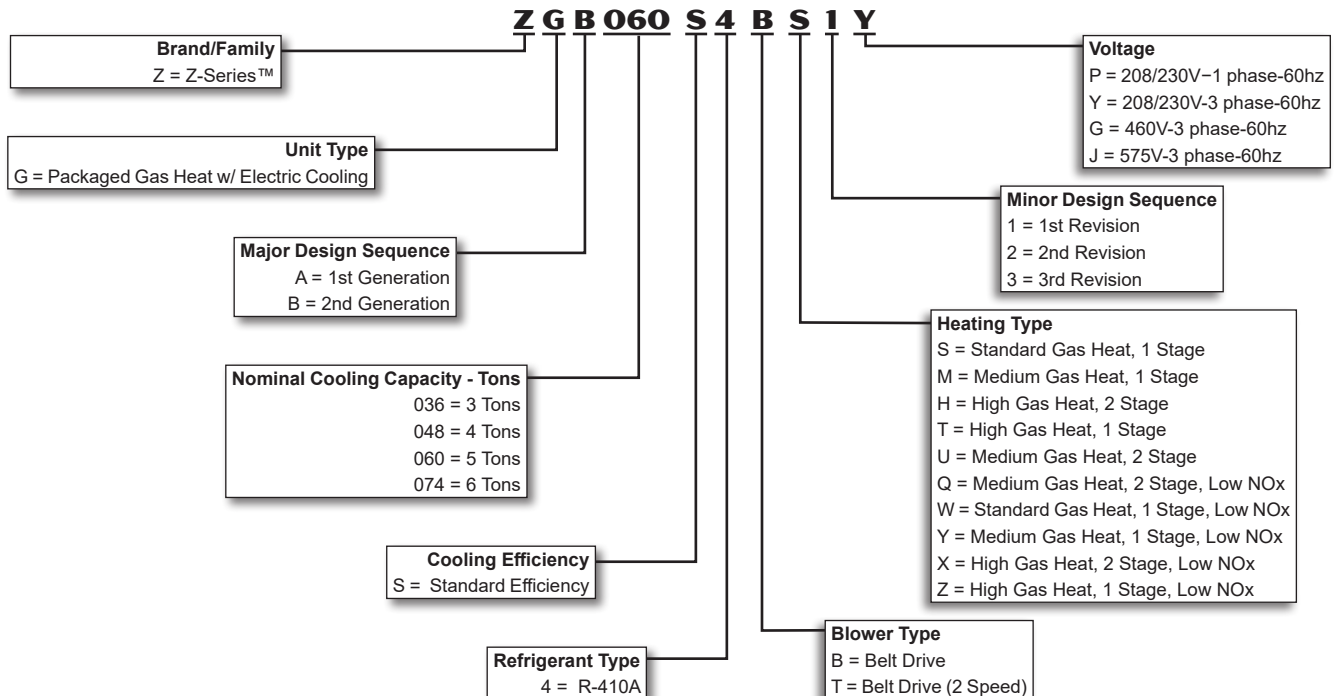 Z G B 060 S 4 B S 1 Y
Brand/Family
Z = Z-Series™
Unit Type
G = Packaged Gas Heat w/ Electric Cooling
Major Design Sequence
A = 1st Generation
B = 2nd Generation
Nominal Cooling Capacity - Tons
036 = 3 Tons
048 = 4 Tons
060 = 5 Tons
074 = 6 Tons
Cooling Efficiency
S = Standard Efficiency
Refrigerant Type
4 = R-410A
Voltage
P = 208/230V−1 phase-60hz
Y = 208/230V-3 phase-60hz
G = 460V-3 phase-60hz
J = 575V-3 phase-60hz
Minor Design Sequence
1 = 1st Revision
2 = 2nd Revision
3 = 3rd Revision
Heating Type
S = Standard Gas Heat, 1 Stage
M = Medium Gas Heat, 1 Stage
H = High Gas Heat, 2 Stage
T = High Gas Heat, 1 Stage
U = Medium Gas Heat, 2 Stage
Q = Medium Gas Heat, 2 Stage, Low NOx
W = Standard Gas Heat, 1 Stage, Low NOx
Y = Medium Gas Heat, 1 Stage, Low NOx
X = High Gas Heat, 2 Stage, Low NOx
Z = High Gas Heat, 1 Stage, Low NOx
Blower Type
B = Belt Drive
T = Belt Drive (2 Speed)